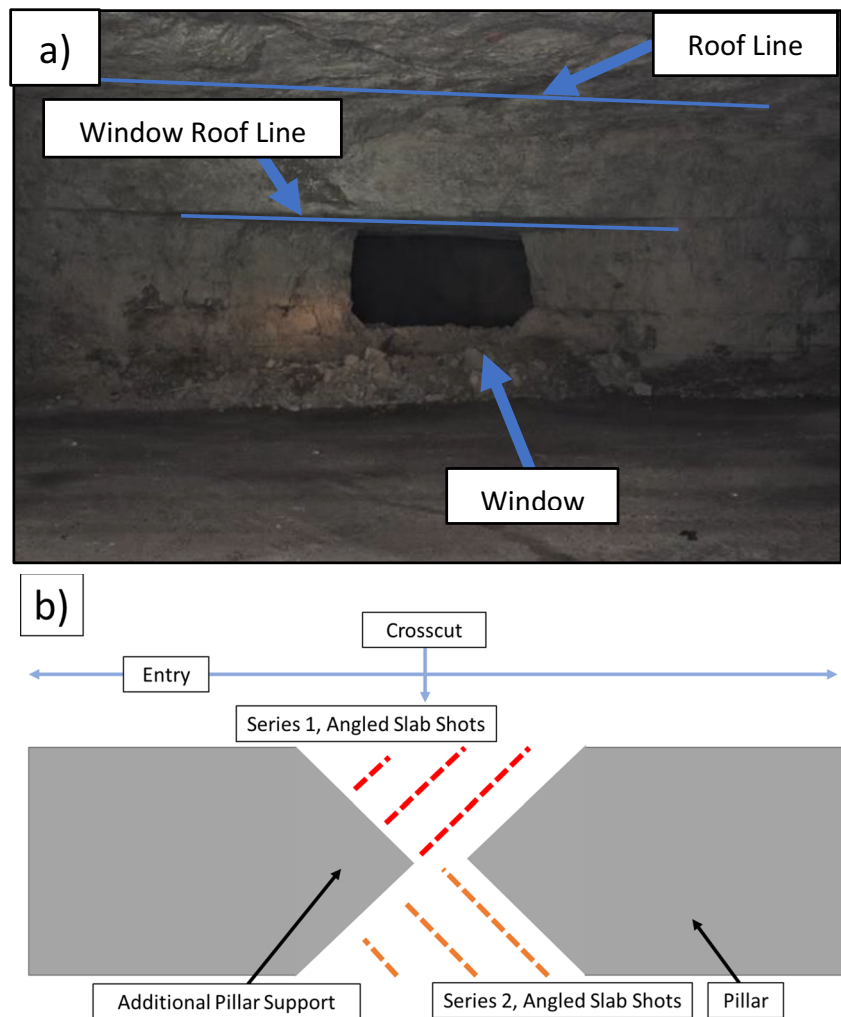 a)
Roof Line
Window Roof Line
Window
b)
Crosscut
Entry
Series 1, Angled Slab Shots
Additional Pillar Support
Series 2, Angled Slab Shots
Pillar